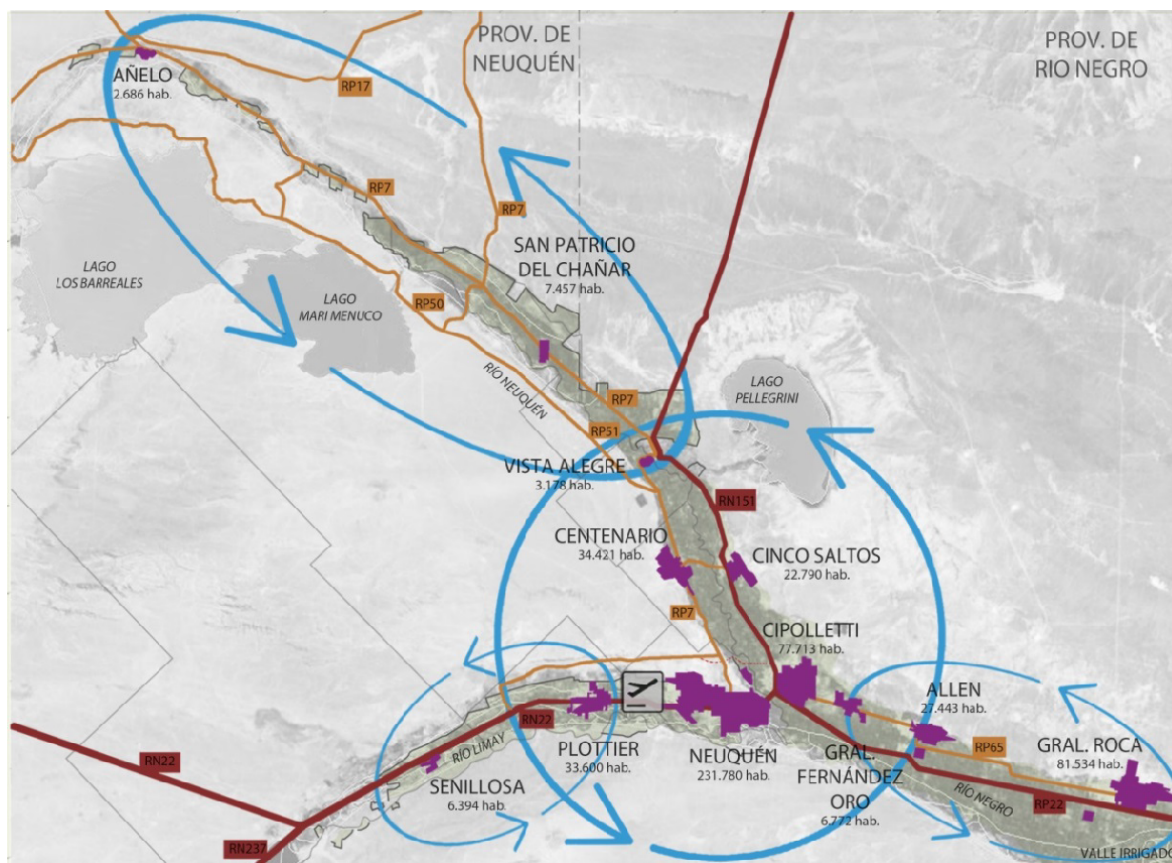 PROV. DE
NEUQUÉN
PROV. DE
RIO NEGRO
AÑELO
2.686 hab.
RP17
RP7
RP7
SAN PATRICIO
DEL CHAÑAR
7.457 hab.
LAGO
LOS BARREALES
LAGO
MARI MENUCO
RP50
RÍO NEUQUÉN
LAGO
PELLEGRINI
RP7
RP51
VISTA ALEGRE
3.178 hab.
RN151
CENTENARIO
34.421 hab.
CINCO SALTOS
22.790 hab.
RP7
CIPOLLETTI
77.713 hab.
ALLEN
27.443 hab.
RN22
RÍO LIMAY
PLOTTIER
33.600 hab.
NEUQUÉN
231.780 hab.
GRAL.
FERNÁNDEZ
ORO
6.772 hab.
RP65
GRAL. ROCA
81.534 hab.
RN22
SENILLOSA
6.394 hab.
RÍO NEGRO
RP22
RN237
VALLE IRRIGADO